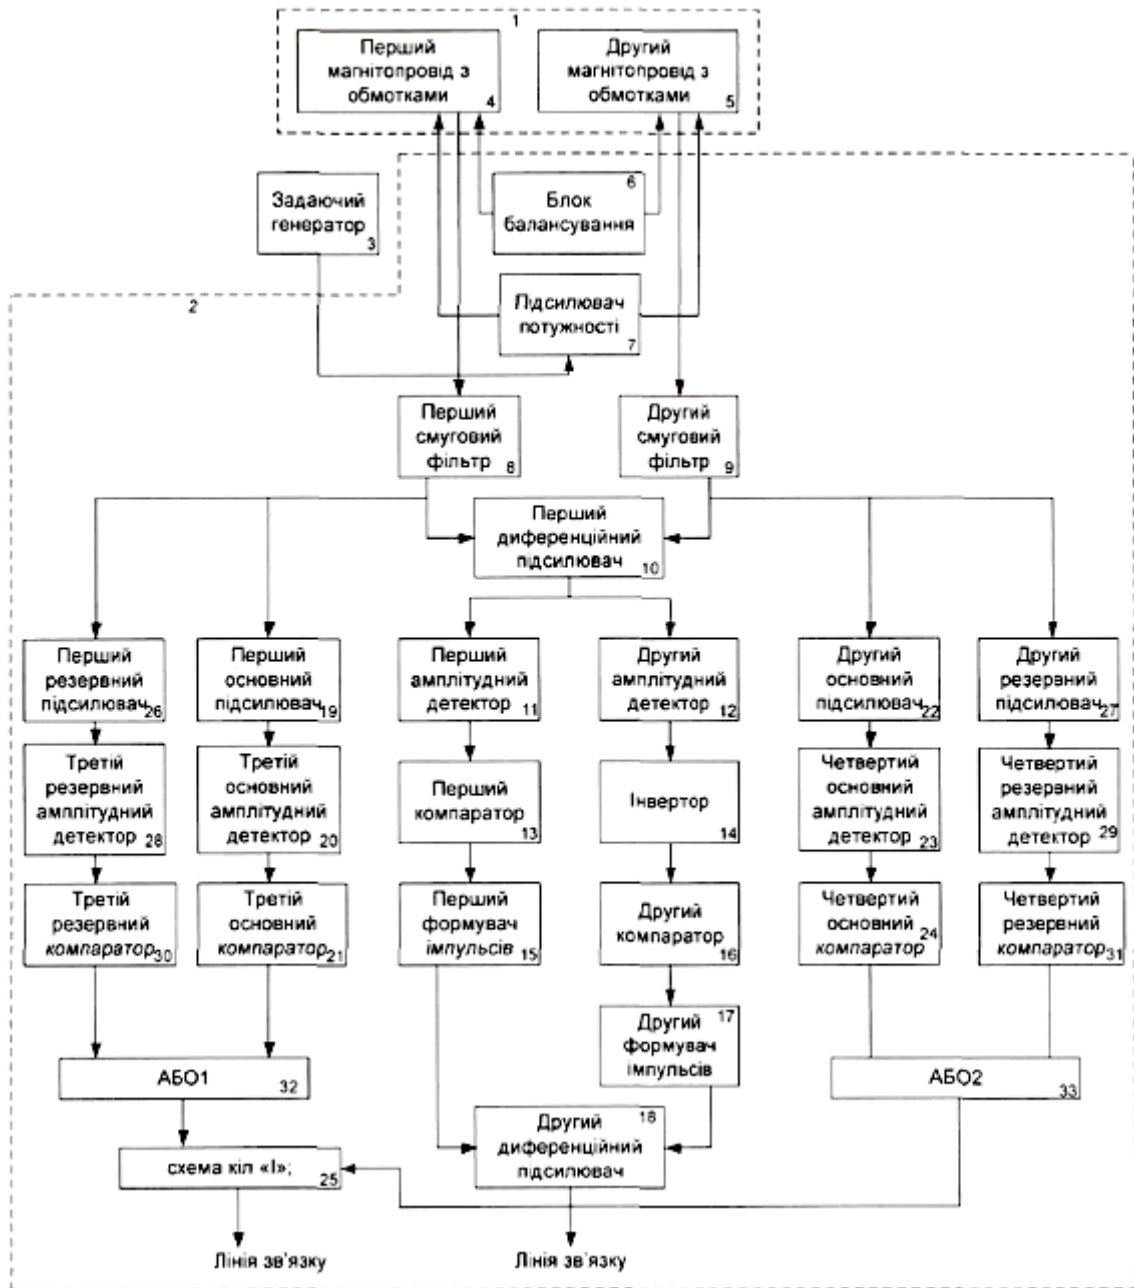 1
Перший
магнітопровід з
обмотками 4
Другий
магнітопровід з
обмотками 5
Задаючий
генератор 3
6
Блок
балансування
2
Підсилювач
потужності
7
Перший
смуговий
фільтр 8
Другий
смуговий
фільтр 9
Перший
диференційний
підсилювач 10
Перший
резервний
підсилювач 26
Перший
основний
підсилювач 19
Перший
амплітудний
детектор 11
Другий
амплітудний
детектор 12
Другий
основний
підсилювач 22
Другий
резервний
підсилювач 27
Третій
резервний
амплітудний
детектор 28
Третій
основний
амплітудний
детектор 20
Перший
компаратор
13
Інвертор
14
Четвертий
основний
амплітудний
детектор 23
Четвертий
резервний
амплітудний
детектор 29
Третій
резервний
компаратор 30
Третій
основний
компаратор 21
Перший
формувач
імпульсів 15
Другий
компаратор
16
Четвертий
основний
24
компаратор
Четвертий
резервний
компаратор 31
17
Другий
формувач
імпульсів
АБО1
32
АБО2
33
18
Другий
диференційний
підсилювач
схема кіл «І»;
25
Лінія зв'язку
Лінія зв'язку